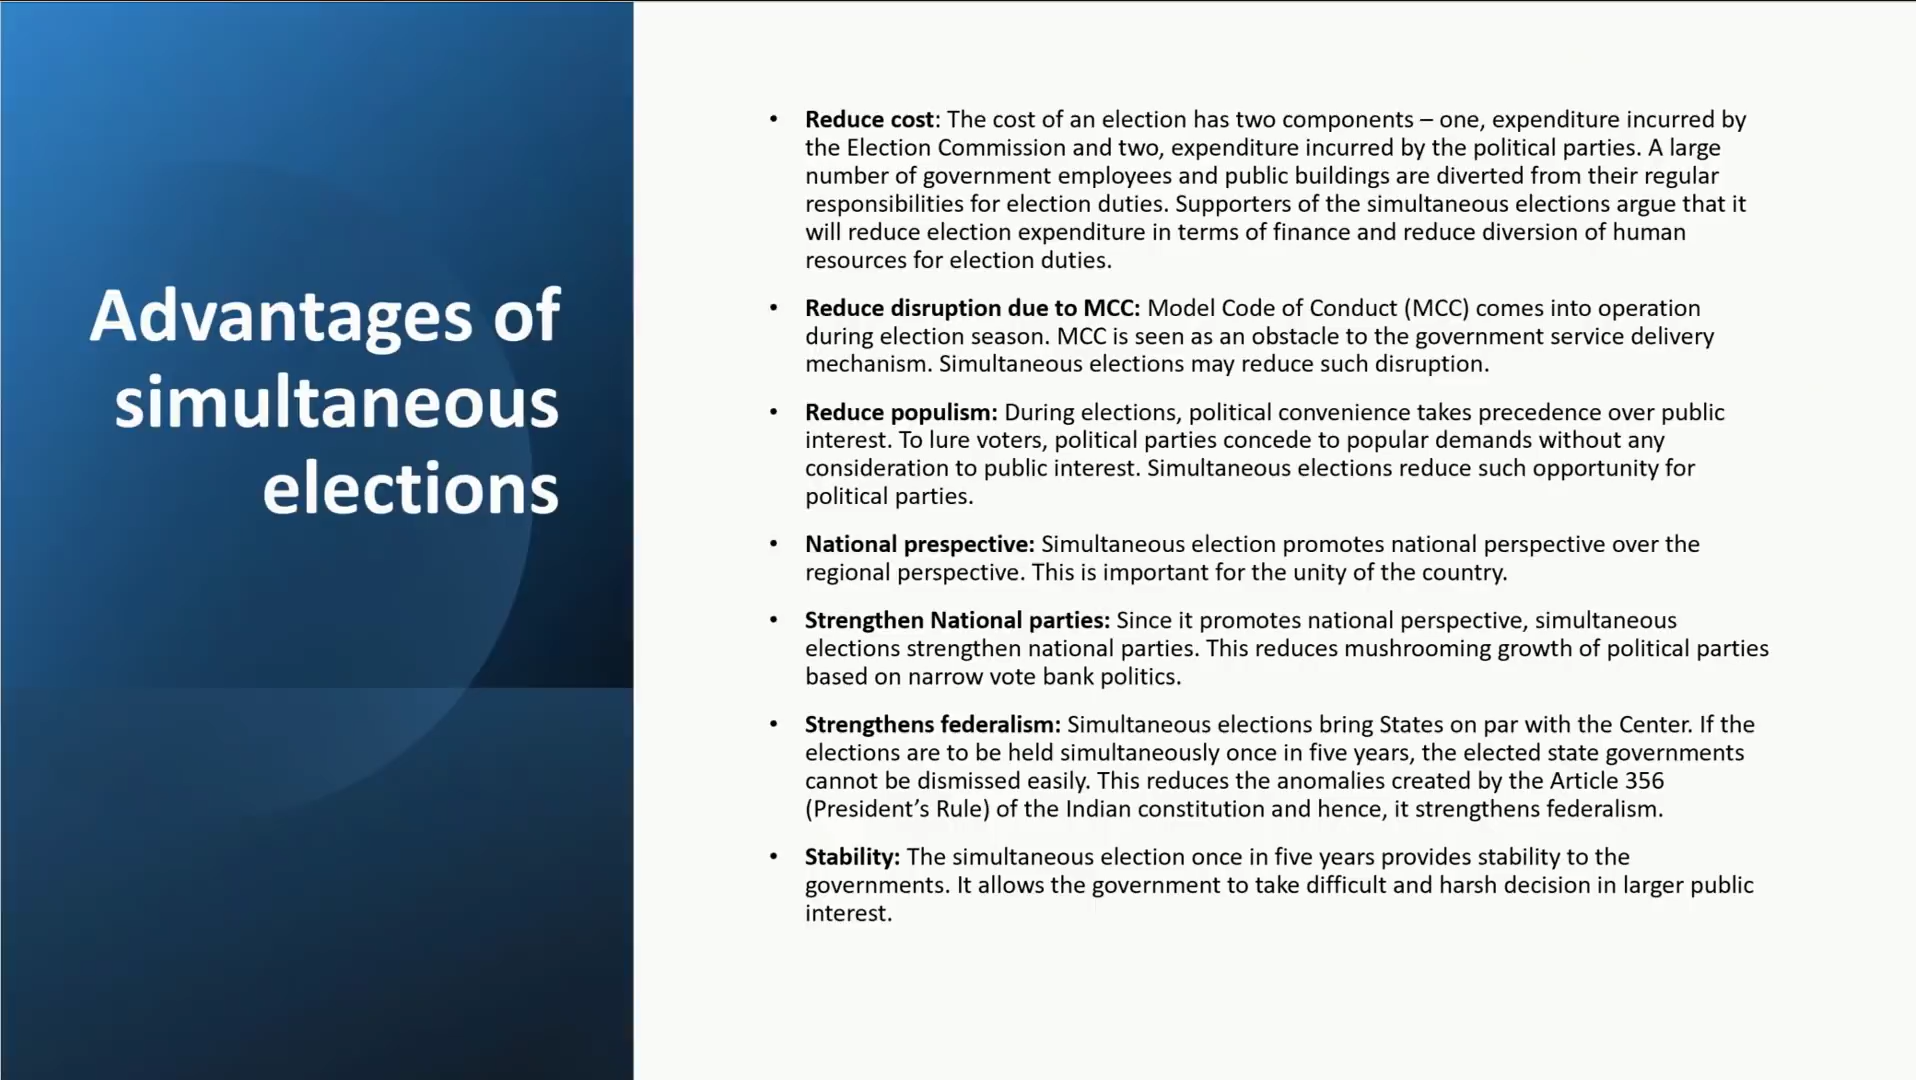 Advantages of
simultaneous
elections
• Reduce cost: The cost of an election has two components – one, expenditure incurred by
the Election Commission and two, expenditure incurred by the political parties. A large
number of government employees and public buildings are diverted from their regular
responsibilities for election duties. Supporters of the simultaneous elections argue that it
will reduce election expenditure in terms of finance and reduce diversion of human
resources for election duties.
• Reduce disruption due to MCC: Model Code of Conduct (MCC) comes into operation
during election season. MCC is seen as an obstacle to the government service delivery
mechanism. Simultaneous elections may reduce such disruption.
• Reduce populism: During elections, political convenience takes precedence over public
interest. To lure voters, political parties concede to popular demands without any
consideration to public interest. Simultaneous elections reduce such opportunity for
political parties.
• National prespective: Simultaneous election promotes national perspective over the
regional perspective. This is important for the unity of the country.
• Strengthen National parties: Since it promotes national perspective, simultaneous
elections strengthen national parties. This reduces mushrooming growth of political parties
based on narrow vote bank politics.
• Strengthens federalism: Simultaneous elections bring States on par with the Center. If the
elections are to be held simultaneously once in five years, the elected state governments
cannot be dismissed easily. This reduces the anomalies created by the Article 356
(President’s Rule) of the Indian constitution and hence, it strengthens federalism.
• Stability: The simultaneous election once in five years provides stability to the
governments. It allows the government to take difficult and harsh decision in larger public
interest.